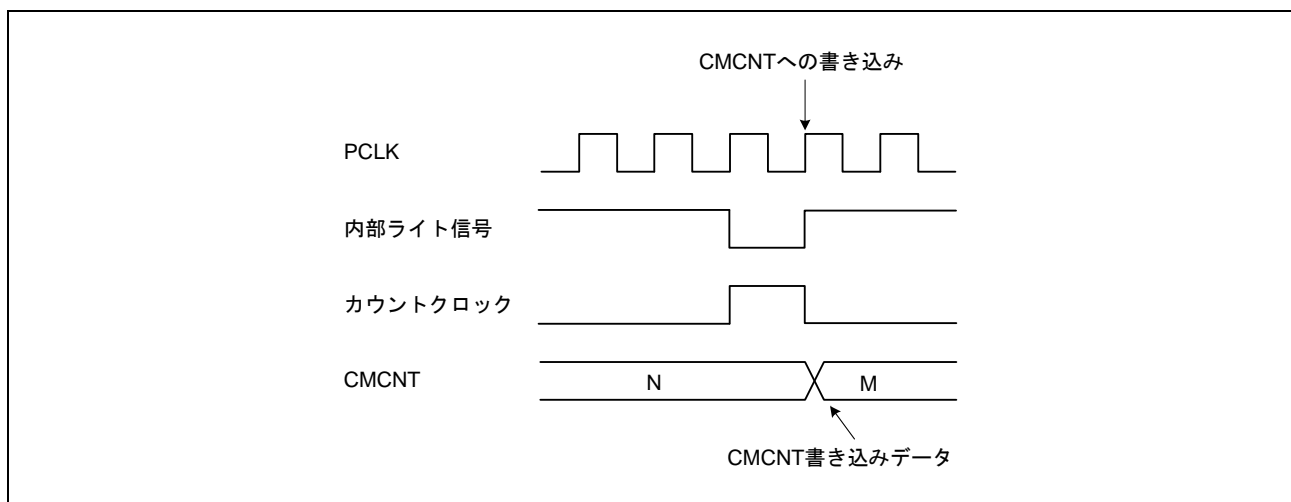 CMCNTへの書き込み
PCLK
内部ライト信号
カウントクロック
CMCNT
N
M
CMCNT書き込みデータ